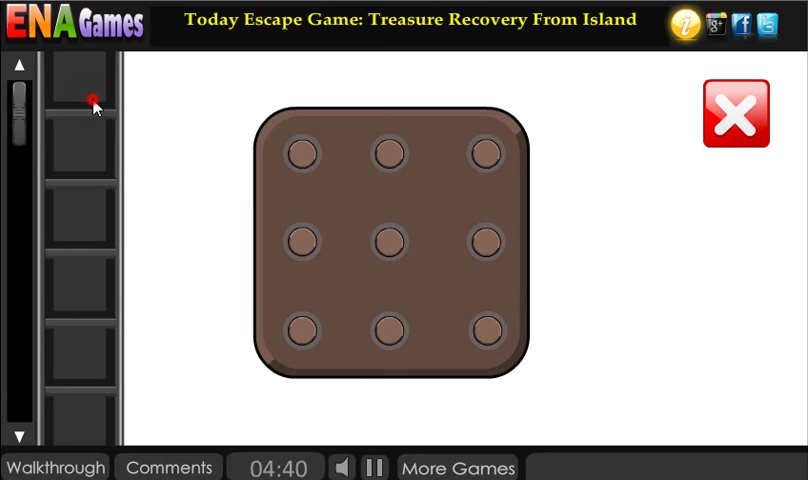 ENA Games
Today Escape Game: Treasure Recovery From Island
i
g+
f
t
Walkthrough
Comments
04:40
More Games